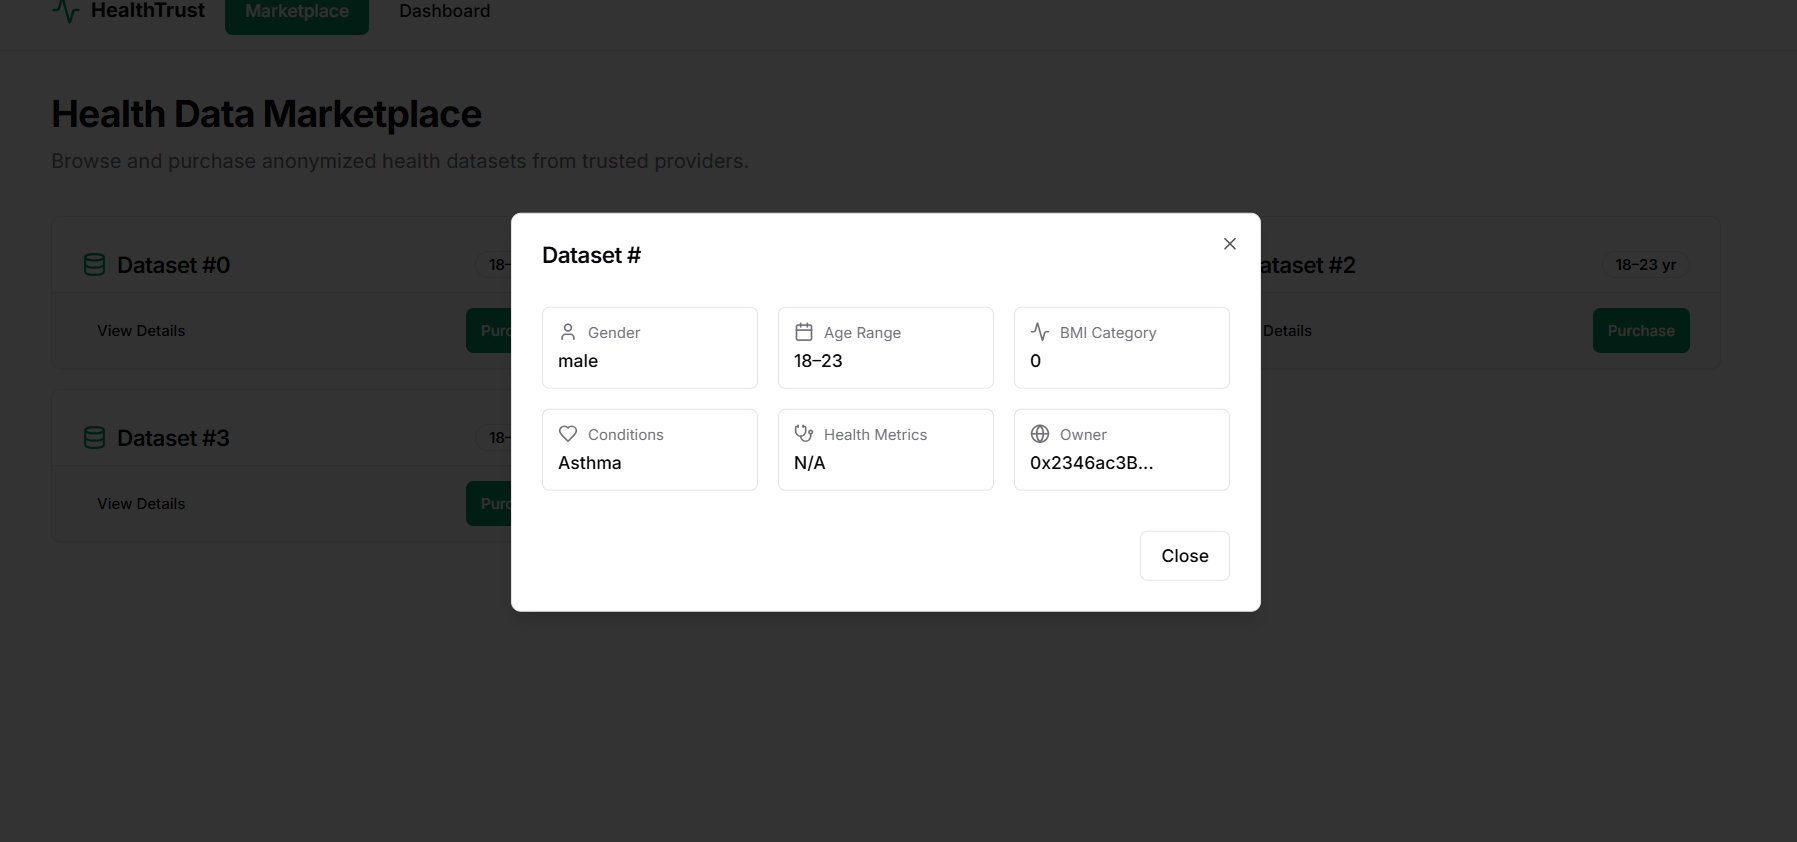 HealthTrust
Marketplace
Dashboard
Health Data Marketplace
Browse and purchase anonymized health datasets from trusted providers.
Dataset #0
18–
View Details
Purc
ataset #2
18–23 yr
Details
Purchase
Dataset #3
18–
View Details
Purc
Dataset #
Gender
male
Age Range
18–23
BMI Category
0
Conditions
Asthma
Health Metrics
N/A
Owner
0x2346ac3B...
Close